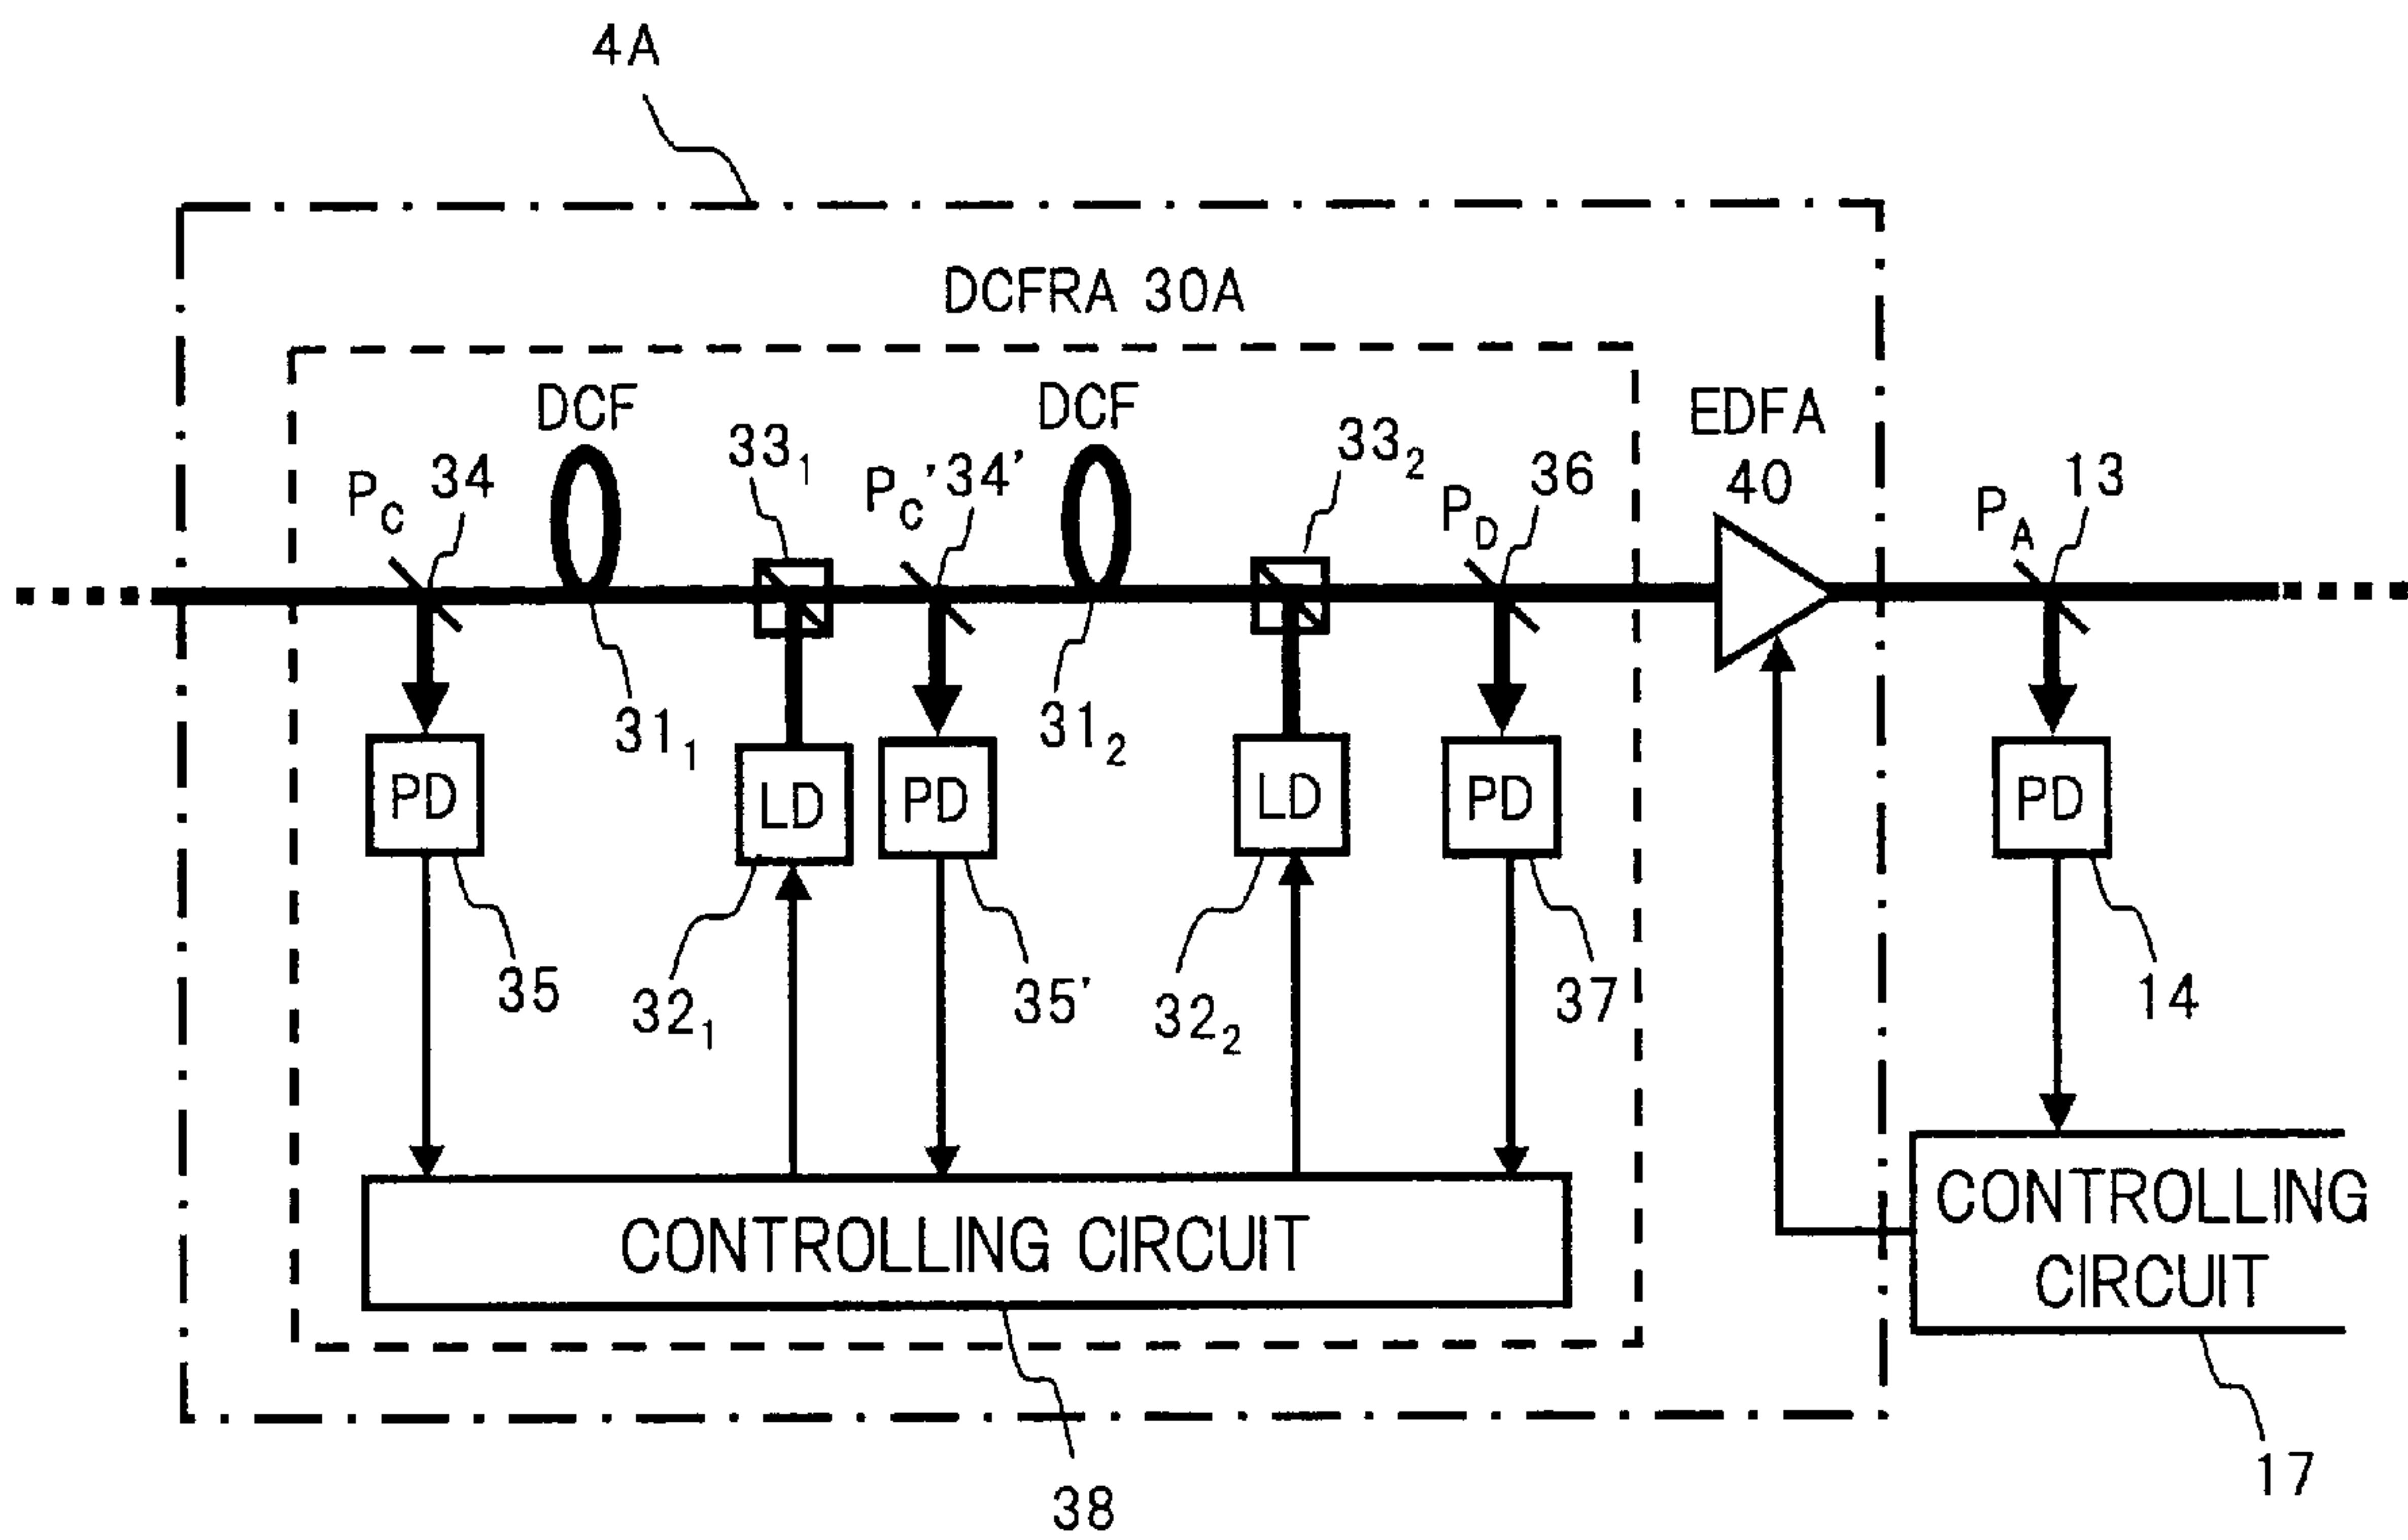 4A
DCFRA 30A
DCF
DCF
EDFA
40
P_C 34
33₁
P_C' 34'
33₂
P_D 36
P_A 13
31₁
31₂
PD
LD
PD
LD
PD
PD
35
32₁
35'
32₂
37
14
CONTROLLING CIRCUIT
CONTROLLING
CIRCUIT
38
17